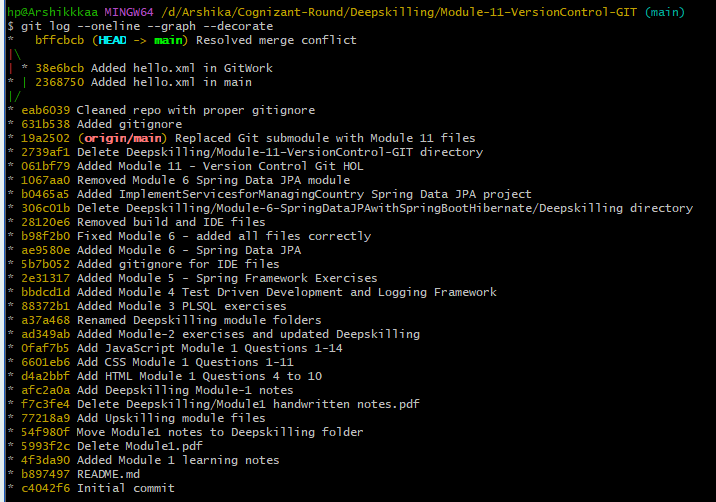 hp@Arshikkkaa MINGW64 /d/Arshika/Cognizant-Round/Deepskilling/Module-11-VersionControl-GIT (main)
$ git log --oneline --graph --decorate
*   bffcbcb (HEAD -> main) Resolved merge conflict
|\
| * 38e6bcb Added hello.xml in GitWork
* | 2368750 Added hello.xml in main
|/
* eab6039 Cleaned repo with proper gitignore
* 631b538 Added gitignore
* 19a2502 (origin/main) Replaced Git submodule with Module 11 files
* 2739af1 Delete Deepskilling/Module-11-VersionControl-GIT directory
* 061bf79 Added Module 11 - Version Control Git HOL
* 1067aa0 Removed Module 6 Spring Data JPA module
* b0465a5 Added ImplementServicesforManagingCountry Spring Data JPA project
* 306c01b Delete Deepskilling/Module-6-SpringDataJPAwithSpringBootHibernate/Deepskilling directory
* 28120e6 Removed build and IDE files
* b98f2b0 Fixed Module 6 - added all files correctly
* ae9580e Added Module 6 - Spring Data JPA
* 5b7b052 Added gitignore for IDE files
* 2e31317 Added Module 5 - Spring Framework Exercises
* bbdcd1d Added Module 4 Test Driven Development and Logging Framework
* 88372b1 Added Module 3 PLSQL exercises
* a37a468 Renamed Deepskilling module folders
* ad349ab Added Module-2 exercises and updated Deepskilling
* 0faf7b5 Add JavaScript Module 1 Questions 1-14
* 6601eb6 Add CSS Module 1 Questions 1-11
* d4a2bbf Add HTML Module 1 Questions 4 to 10
* afc2a0a Add Deepskilling Module-1 notes
* f7c3fe4 Delete Deepskilling/Module1 handwritten notes.pdf
* 77218a9 Add Upskilling module files
* 54f980f Move Module1 notes to Deepskilling folder
* 5993f2c Delete Module1.pdf
* 4f3da90 Added Module 1 learning notes
* b897497 README.md
* c4042f6 Initial commit